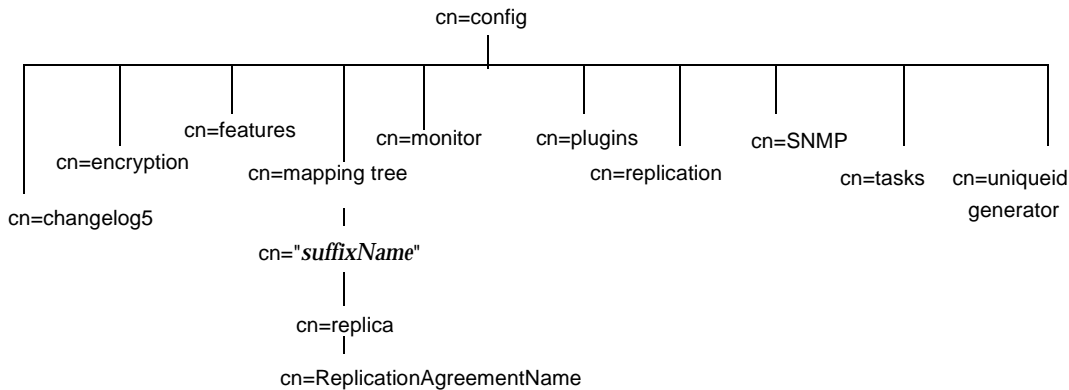 cn=config
cn=features
cn=monitor
cn=plugins
cn=SNMP
cn=encryption
cn=mapping tree
cn=replication
cn=tasks
cn=uniqueid
generator
cn=changelog5
cn="suffixName"
cn=replica
cn=ReplicationAgreementName